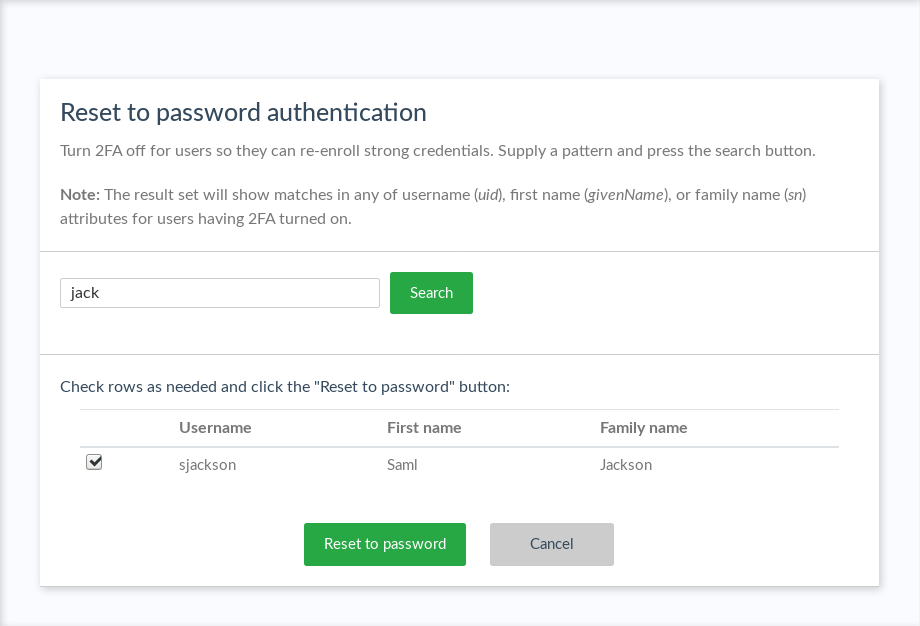 Reset to password authentication
Turn 2FA off for users so they can re-enroll strong credentials. Supply a pattern and press the search button.
Note: The result set will show matches in any of username (uid), first name (givenName), or family name (sn)
attributes for users having 2FA turned on.
jack Search
Check rows as needed and click the "Reset to password" button:
Username First name Family name
sjackson Saml Jackson
Reset to password Cancel